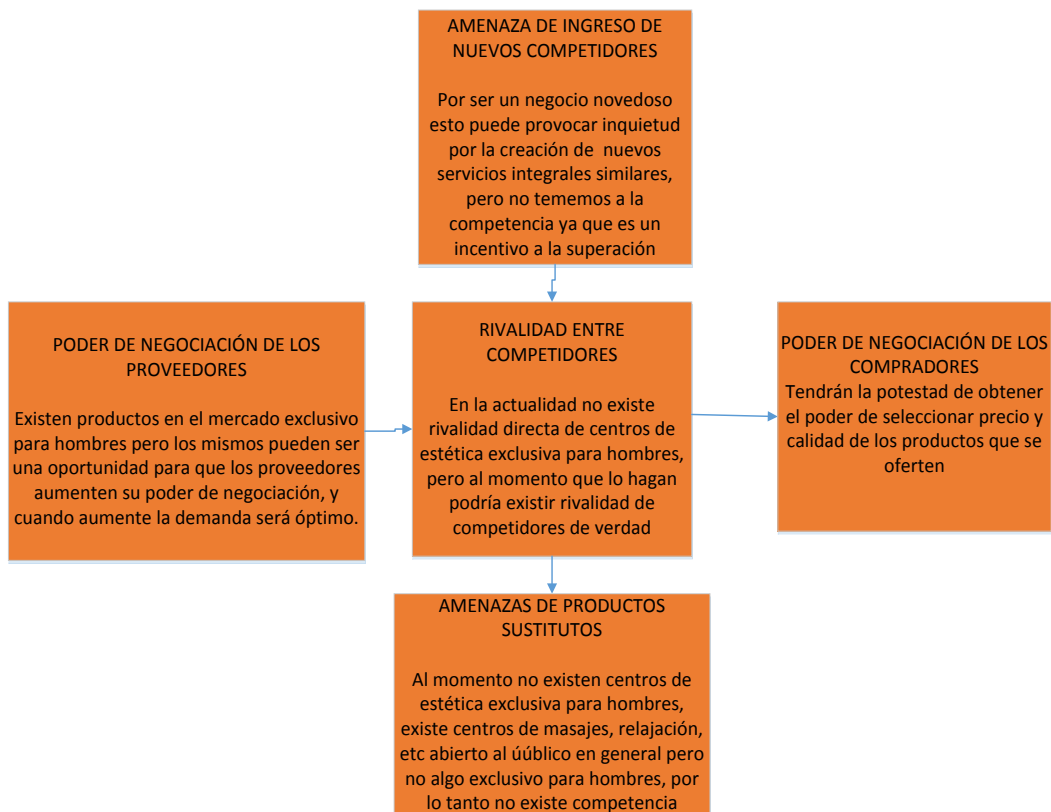 AMENAZA DE INGRESO DE
NUEVOS COMPETIDORES
Por ser un negocio novedoso
esto puede provocar inquietud
por la creación de nuevos
servicios integrales similares,
pero no tememos a la
competencia ya que es un
incentivo a la superación
PODER DE NEGOCIACIÓN DE LOS
PROVEEDORES
Existen productos en el mercado exclusivo
para hombres pero los mismos pueden ser
una oportunidad para que los proveedores
aumenten su poder de negociación, y
cuando aumente la demanda será óptimo.
RIVALIDAD ENTRE
COMPETIDORES
En la actualidad no existe
rivalidad directa de centros de
estética exclusiva para hombres,
pero al momento que lo hagan
podría existir rivalidad de
competidores de verdad
PODER DE NEGOCIACIÓN DE LOS
COMPRADORES
Tendrán la potestad de obtener
el poder de seleccionar precio y
calidad de los productos que se
oferten
AMENAZAS DE PRODUCTOS
SUSTITUTOS
Al momento no existen centros de
estética exclusiva para hombres,
existe centros de masajes, relajación,
etc abierto al úúblico en general pero
no algo exclusivo para hombres, por
lo tanto no existe competencia